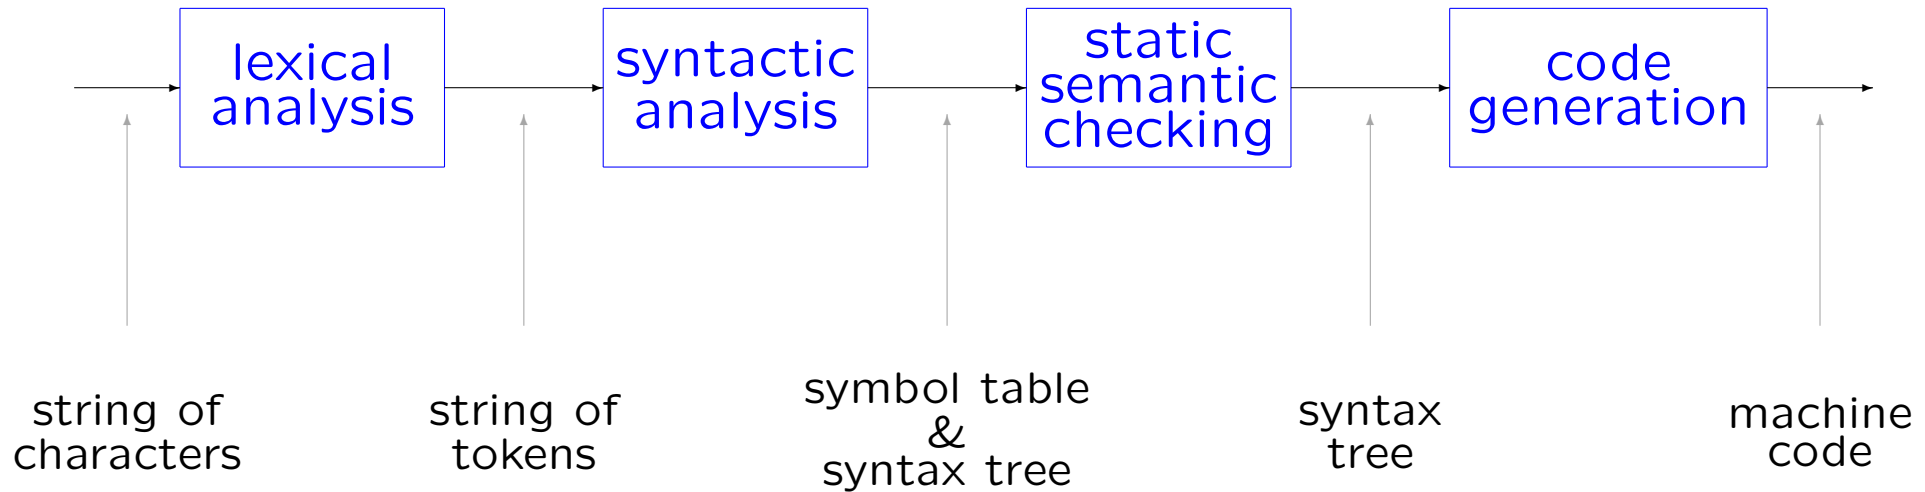 lexical
analysis
syntactic
analysis
static
semantic
checking
code
generation
string of
characters
string of
tokens
symbol table
&
syntax tree
syntax
tree
machine
code